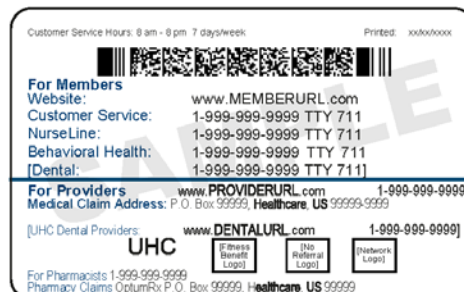 Customer Service Hours: 8 am - 8 pm 7 days/week Printed: xx/xx/xxxx
For Members
Website: www.MEMBERURL.com
Customer Service: 1-999-999-9999 TTY 711
NurseLine: 1-999-999-9999 TTY 711
Behavioral Health: 1-999-999-9999 TTY 711
[Dental: 1-999-999-9999 TTY 711]
SAMPLE
For Providers www.PROVIDERURL.com 1-999-999-9999
Medical Claim Address: P.O. Box 99999, Healthcare, US 99999-9999
[UHC Dental Providers: www.DENTALURL.com 1-999-999-9999]
UHC [Fitness Benefit Logo] [No Referral Logo] [Network Logo]
For Pharmacists 1-999-999-9999
Pharmacy Claims OptumRx P.O. Box 99999, Healthcare, US 99999-9999